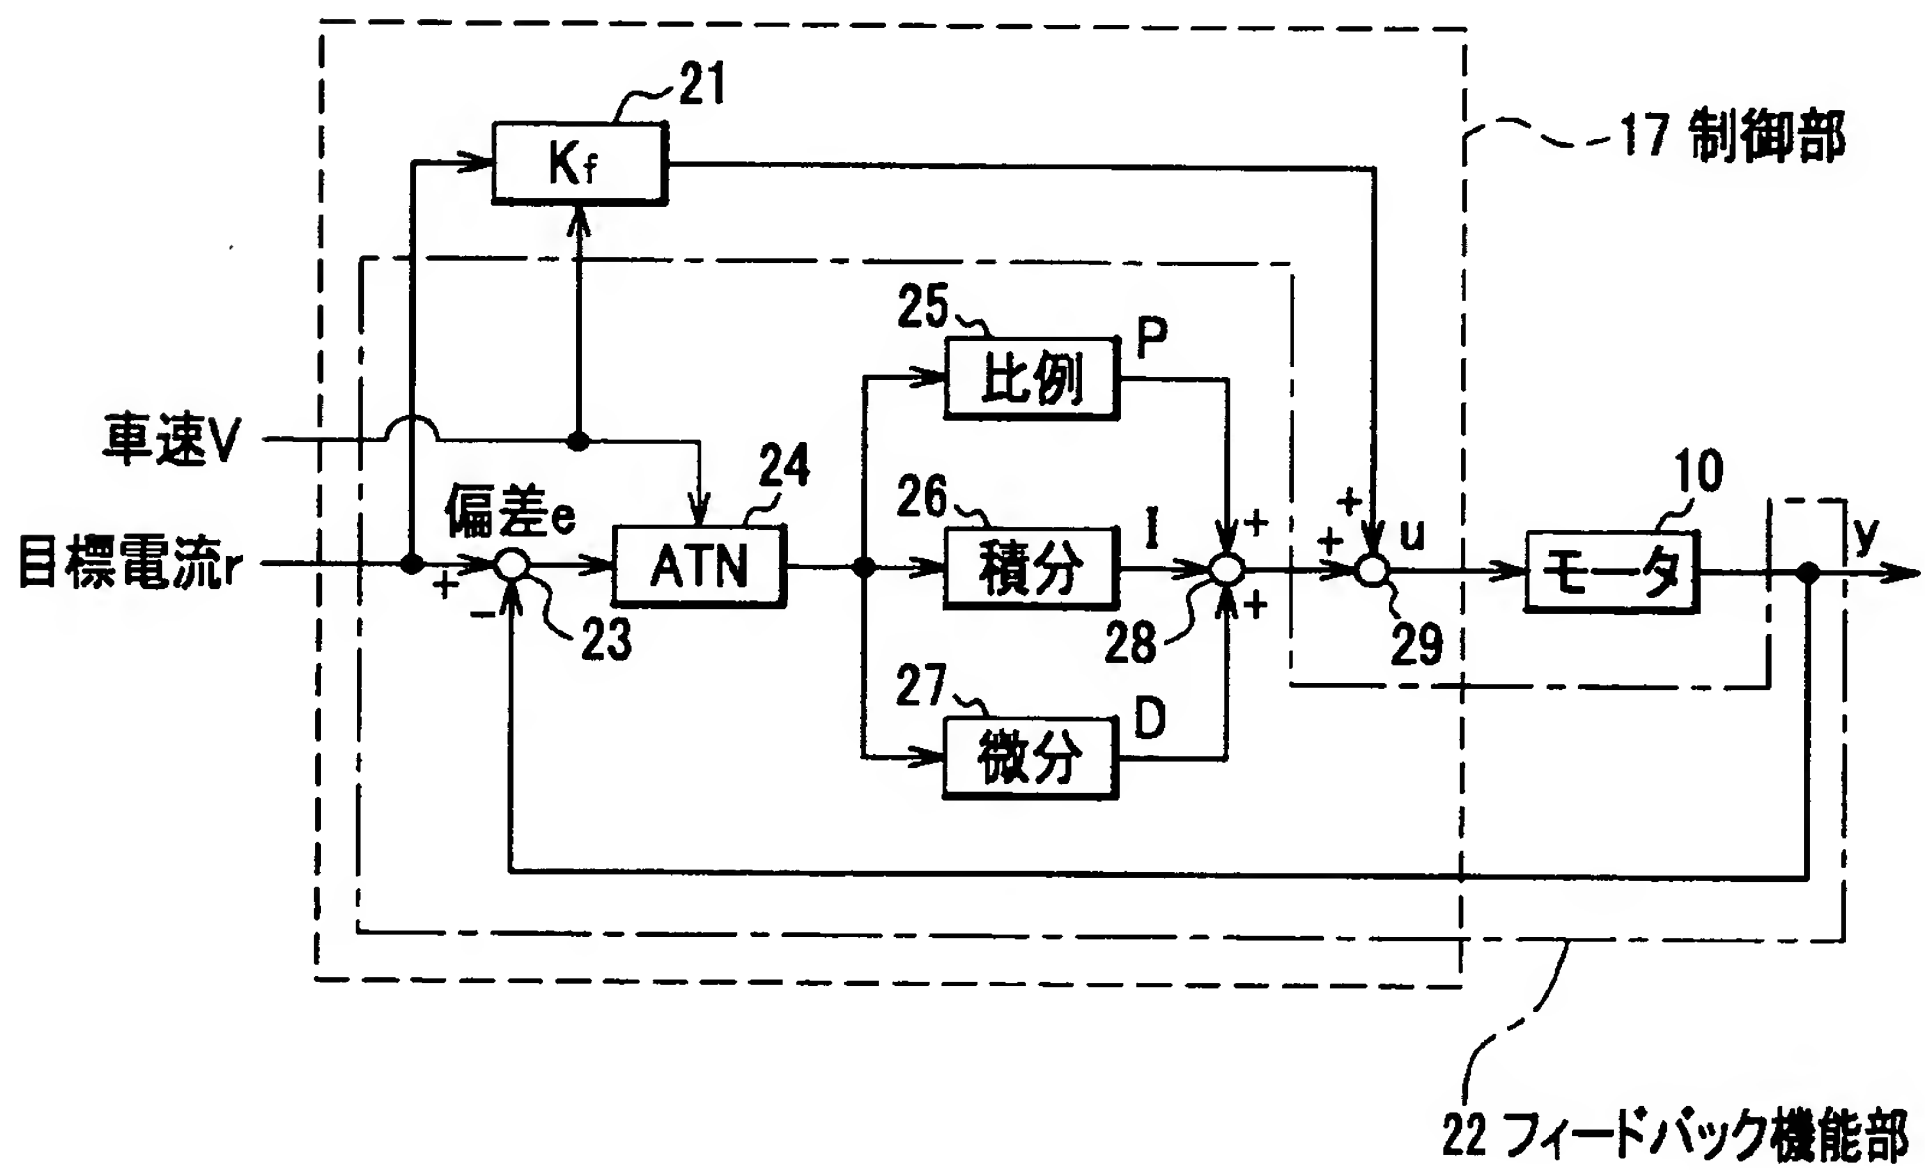 21
17 制御部
Kf
25
P
比例
車速V
24
10
偏差e
26
I
+
+
+
u
y
目標電流r
+
ATN
積分
モータ
−
23
+
28
29
27
D
微分
22 フィードバック機能部